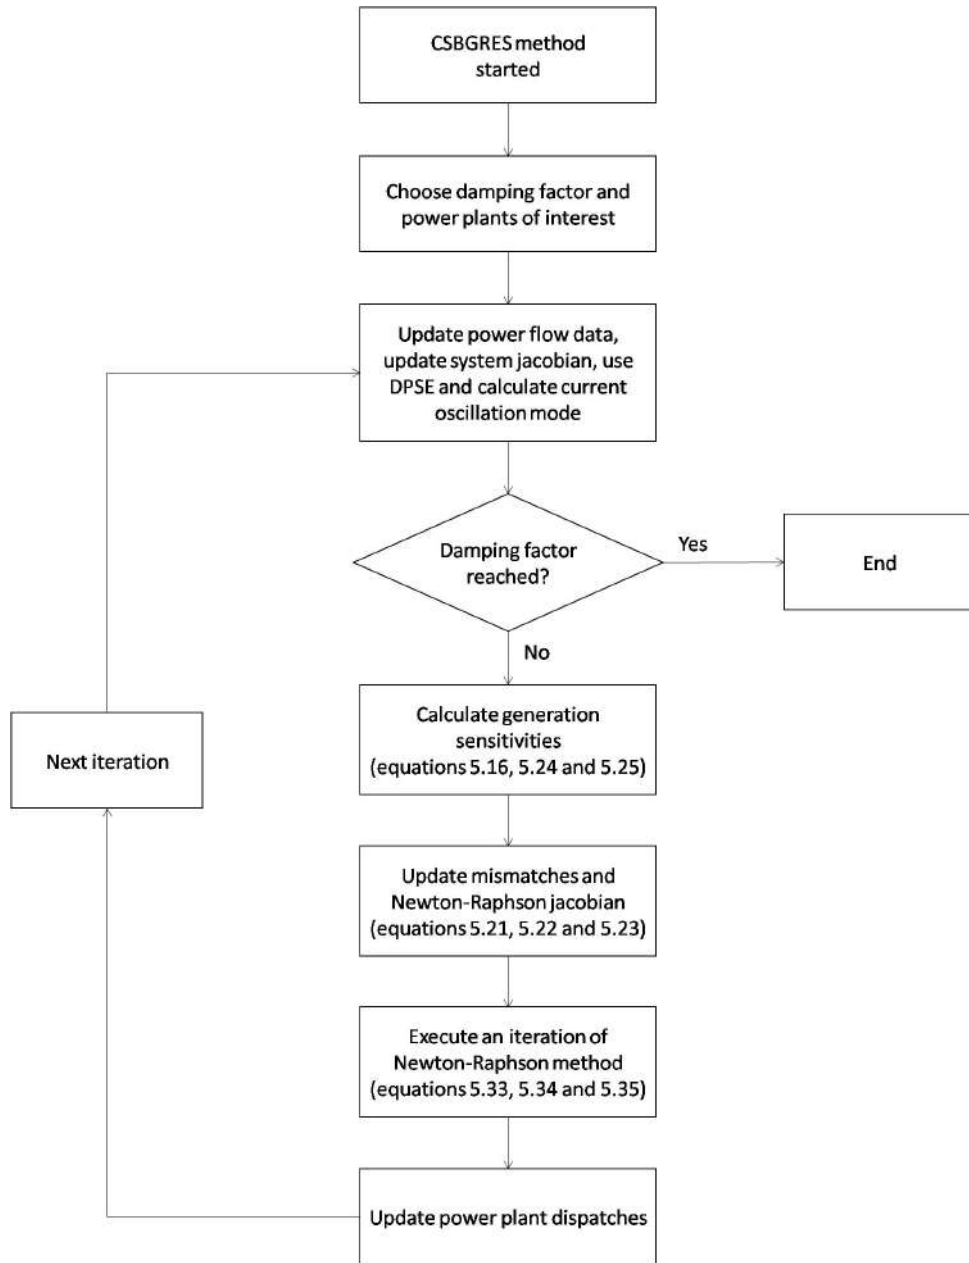 CSBGRES method
started
Choose damping factor and
power plants of interest
Update power flow data,
update system jacobian, use
DPSE and calculate current
oscillation mode
Damping factor
reached?
Yes
End
No
Calculate generation
sensitivities
(equations 5.16, 5.24 and 5.25)
Next iteration
Update mismatches and
Newton-Raphson jacobian
(equations 5.21, 5.22 and 5.23)
Execute an iteration of
Newton-Raphson method
(equations 5.33, 5.34 and 5.35)
Update power plant dispatches